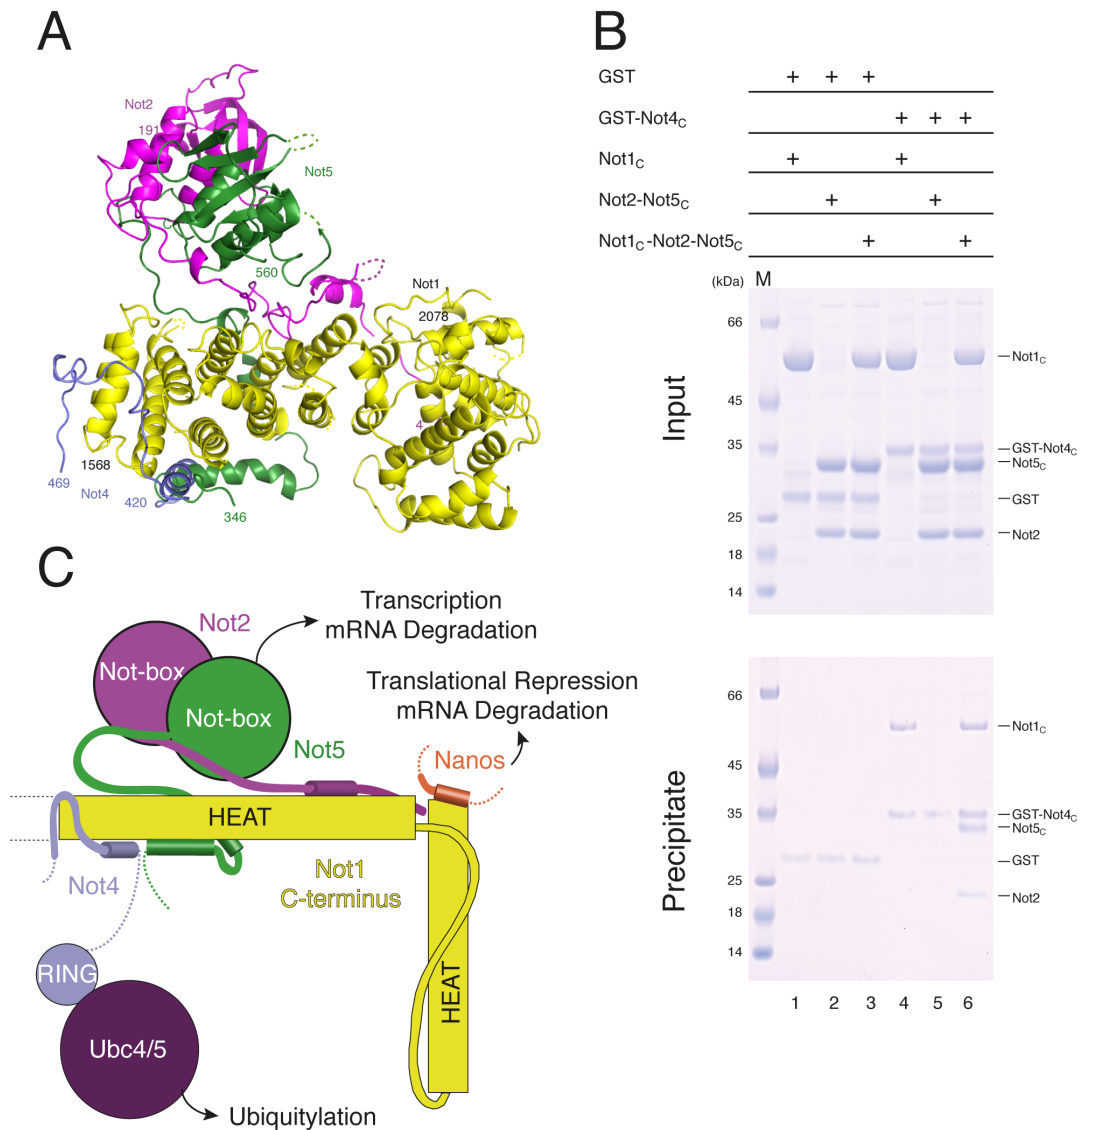 A
Not2
191
Not5
560
Not1
2078
4
1568
469
Not4
420
346
B
GST + + +
GST-Not4C + + +
Not1C + +
Not2-Not5C + +
Not1C-Not2-Not5C + +
(kDa) M
66
45
35
25
18
14
Input
Not1C
GST-Not4C
Not5C
GST
Not2
66
45
35
25
18
14
Precipitate
Not1C
GST-Not4C
Not5C
GST
Not2
1 2 3 4 5 6
C
Transcription
mRNA Degradation
Not2
Not-box
Not-box
Not5
Translational Repression
mRNA Degradation
Nanos
HEAT
Not1
C-terminus
Not4
HEAT
RING
Ubc4/5
Ubiquitylation